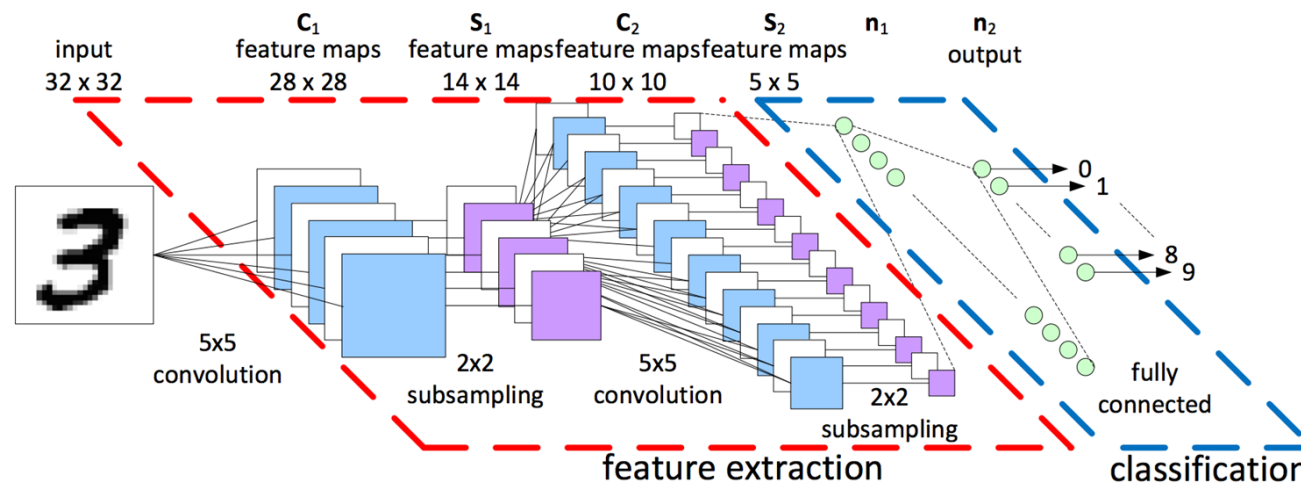 C1
S1
C2
S2
n1
n2
input
feature maps
feature maps
feature maps
feature maps
output
32 x 32
28 x 28
14 x 14
10 x 10
5 x 5
3
0
1
8
9
5x5
convolution
2x2
subsampling
5x5
convolution
2x2
subsampling
fully
connected
feature extraction
classification